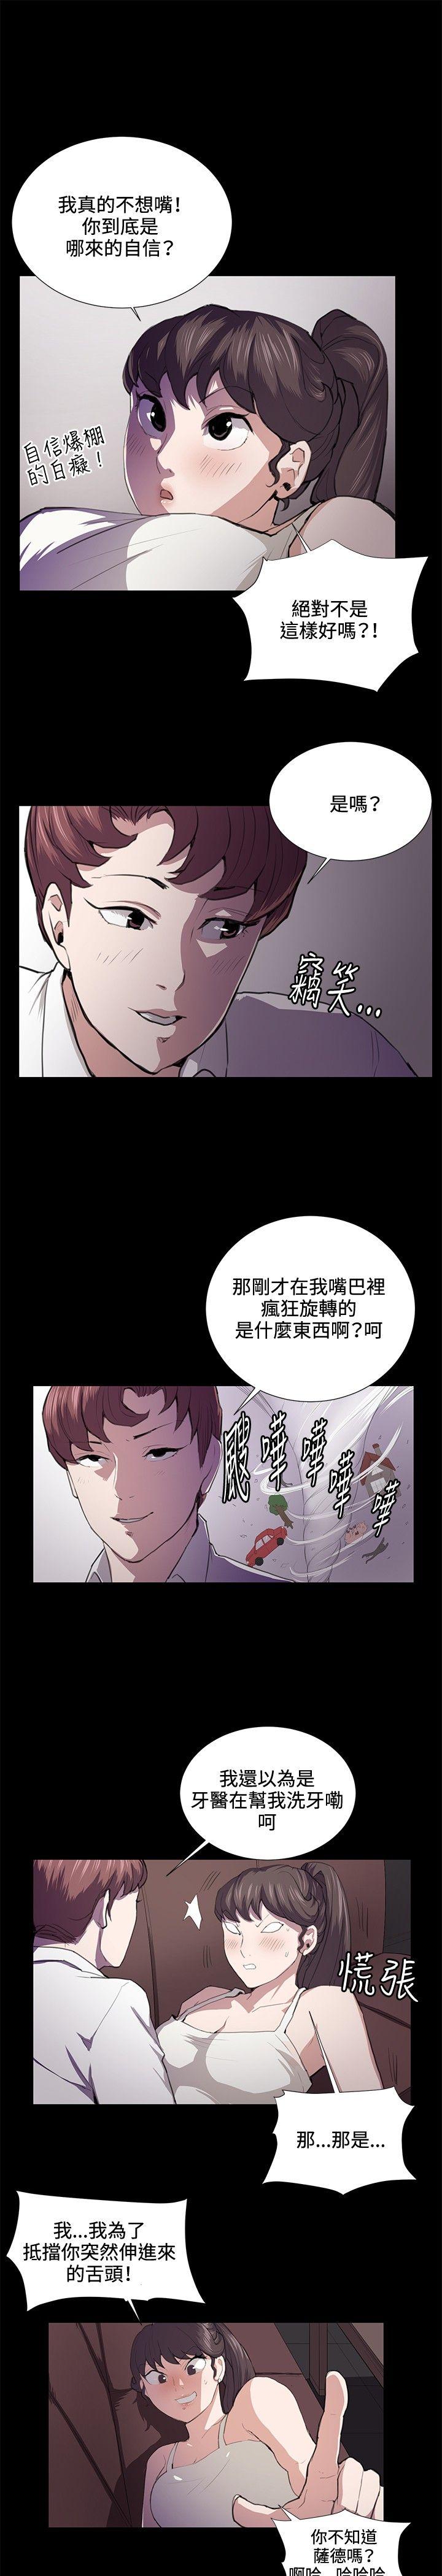 我真的不想嘴！
你到底是
哪來的自信？
自信爆棚
的白癡！
絕對不是
這樣好嗎？！
是嗎？
竊笑…
那剛才在我嘴巴裡
瘋狂旋轉的
是什麼東西啊？呵
颼嘩嘩嘩嘩
我還以為是
牙醫在幫我洗牙嘞
呵
慌張
那…那是…
我…我為了
抵擋你突然伸進來
的舌頭！
你不知道
薩德嗎？
啊哈，哈哈哈